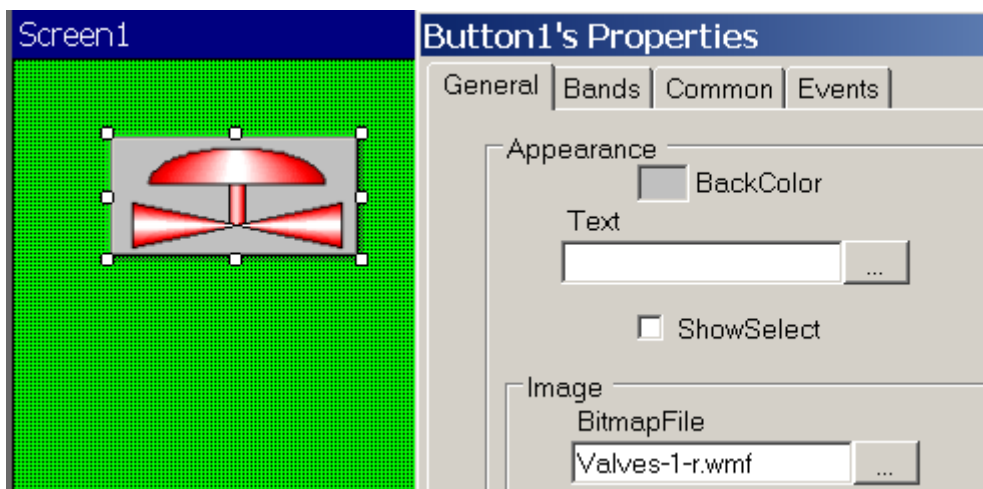 Screen1
Button1's Properties
General Bands Common Events
Appearance
BackColor
Text
...
ShowSelect
Image
BitmapFile
Valves-1-r.wmf ...